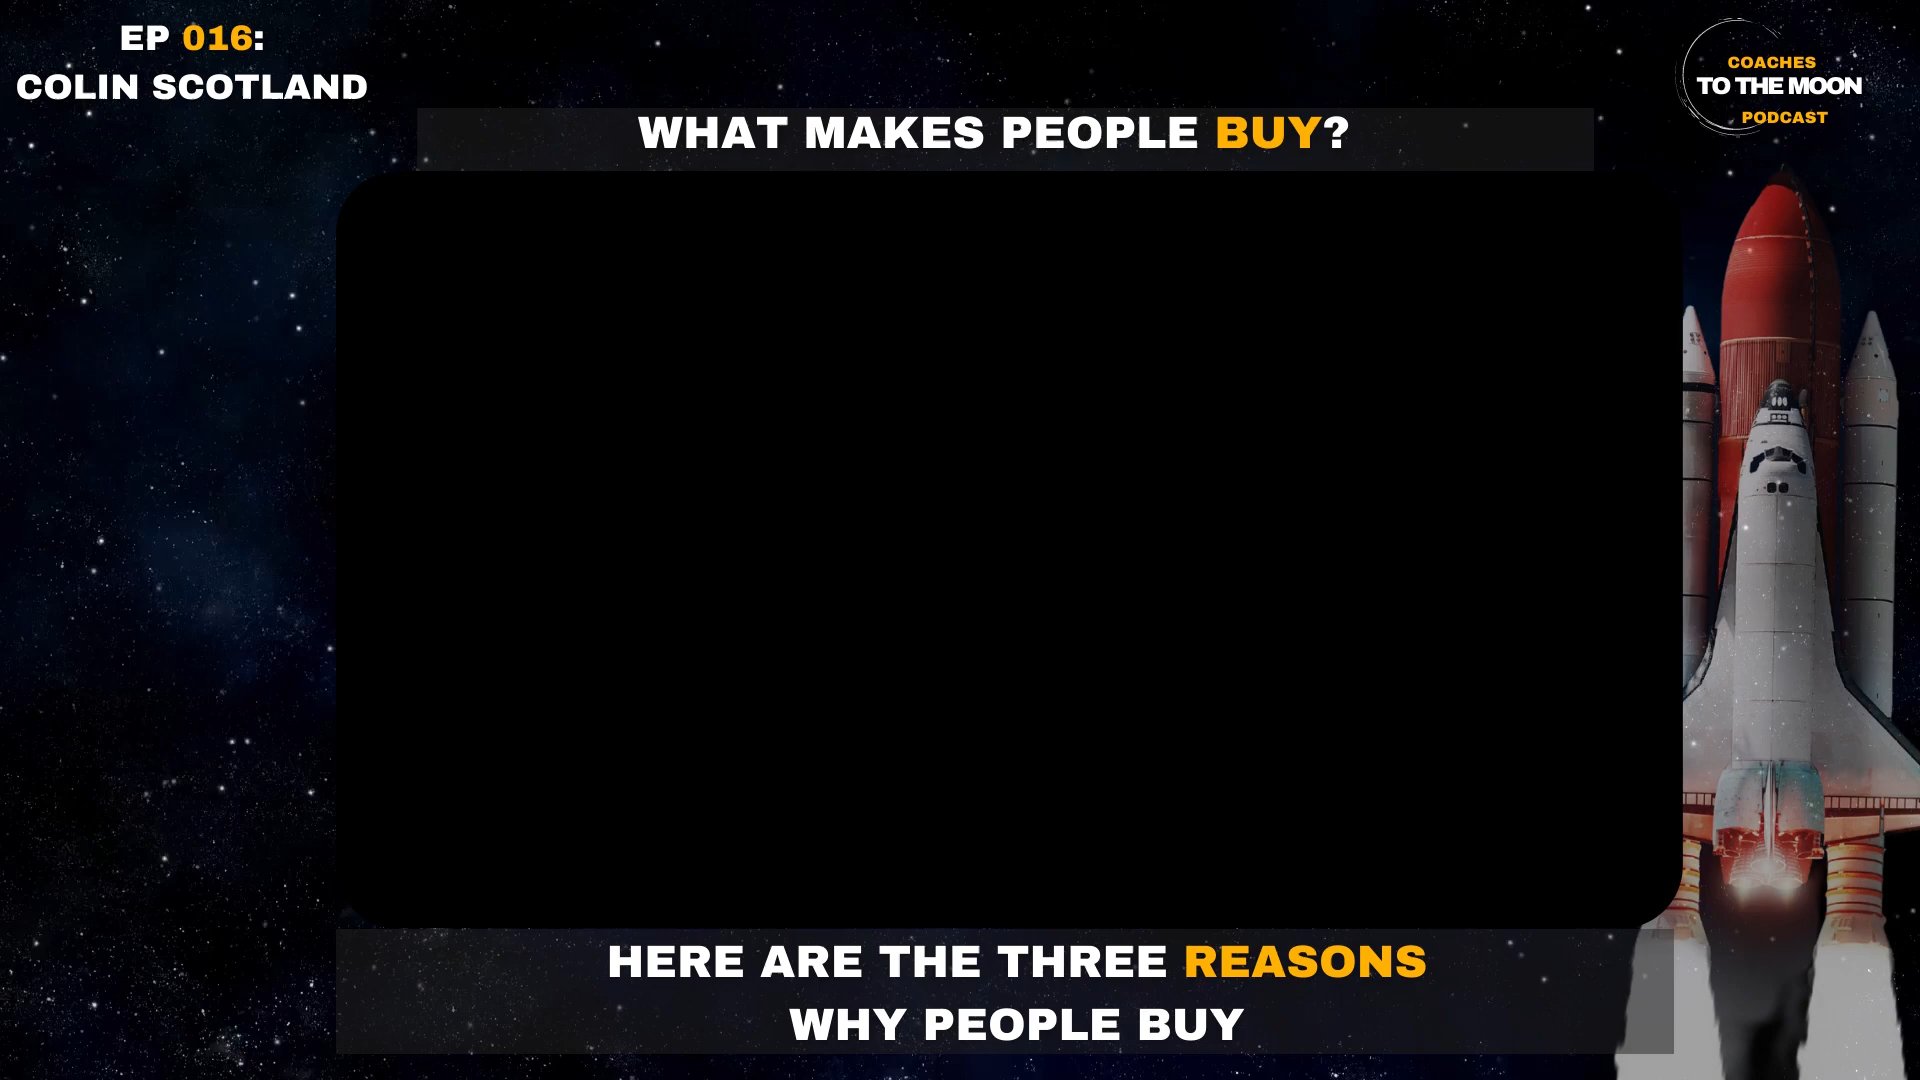 EP 016:
COLIN SCOTLAND
COACHES
TO THE MOON
PODCAST
WHAT MAKES PEOPLE BUY?
HERE ARE THE THREE REASONS
WHY PEOPLE BUY